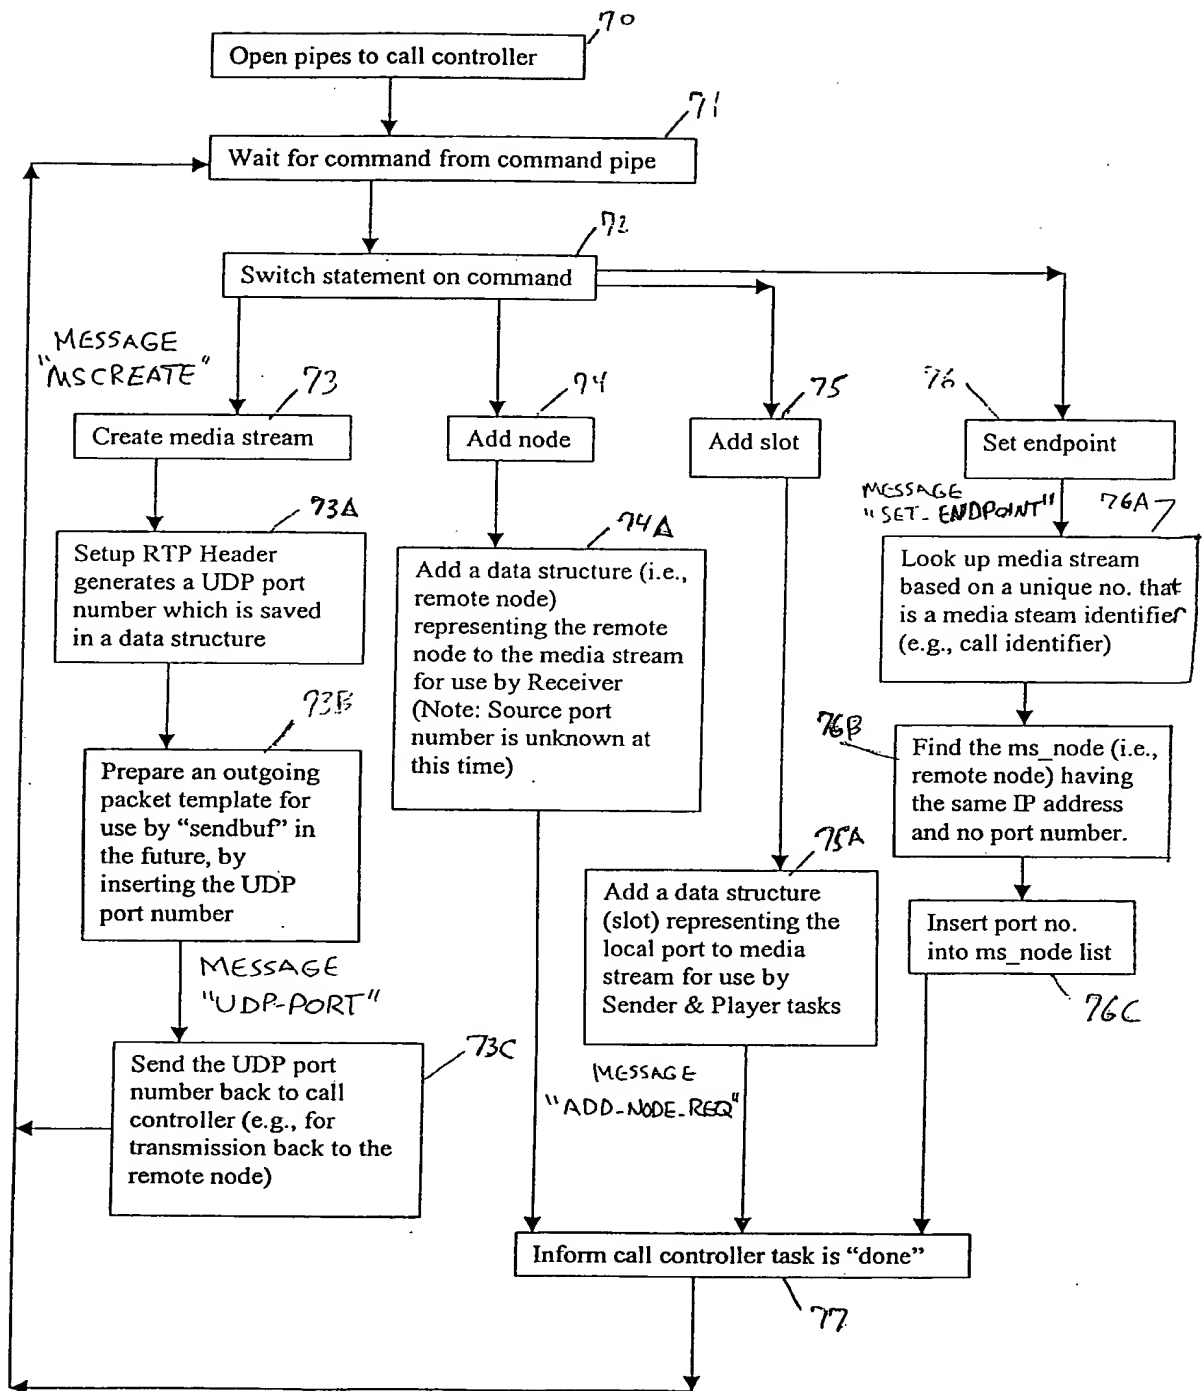 70
Open pipes to call controller
71
Wait for command from command pipe
72
Switch statement on command
MESSAGE
"MSCREATE"
73
Create media stream
74
Add node
75
Add slot
76
Set endpoint
MESSAGE
"SET_ENDPOINT"
73A
Setup RTP Header
generates a UDP port
number which is saved
in a data structure
74A
Add a data structure (i.e.,
remote node)
representing the remote
node to the media stream
for use by Receiver
(Note: Source port
number is unknown at
this time)
76A
Look up media stream
based on a unique no. that
is a media steam identifier
(e.g., call identifier)
73B
Prepare an outgoing
packet template for
use by “sendbuf” in
the future, by
inserting the UDP
port number
76B
Find the ms_node (i.e.,
remote node) having
the same IP address
and no port number.
75A
Add a data structure
(slot) representing the
local port to media
stream for use by
Sender & Player tasks
Insert port no.
into ms_node list
76C
MESSAGE
"UDP-PORT"
73C
Send the UDP port
number back to call
controller (e.g., for
transmission back to the
remote node)
MESSAGE
"ADD_NODE_REQ"
Inform call controller task is “done”
77